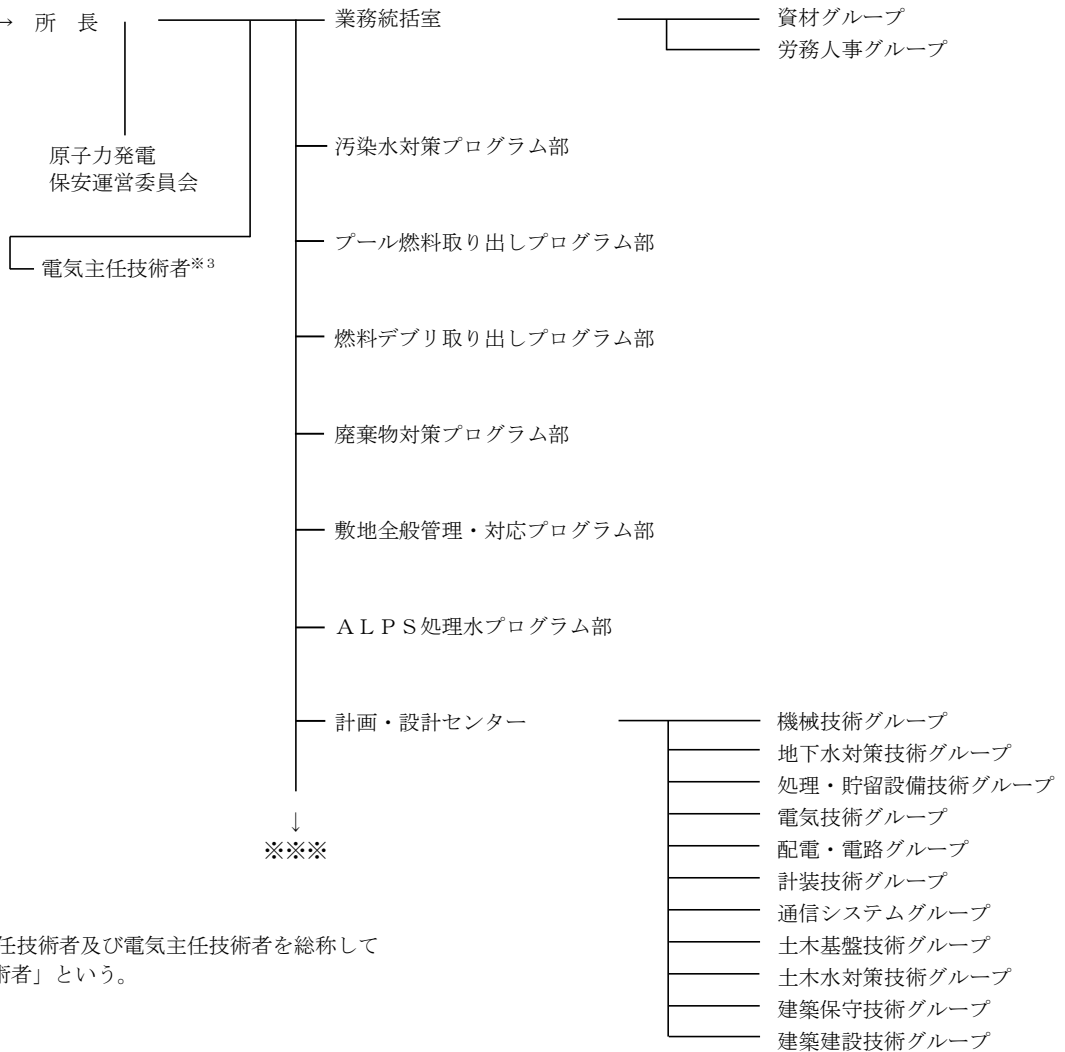 → 所 長
業務統括室
資材グループ
労務人事グループ
原子力発電
保安運営委員会
汚染水対策プログラム部
プール燃料取り出しプログラム部
電気主任技術者※3
燃料デブリ取り出しプログラム部
廃棄物対策プログラム部
敷地全般管理・対応プログラム部
ALPS処理水プログラム部
計画・設計センター
機械技術グループ
地下水対策技術グループ
処理・貯留設備技術グループ
電気技術グループ
配電・電路グループ
計装技術グループ
通信システムグループ
土木基盤技術グループ
土木水対策技術グループ
建築保守技術グループ
建築建設技術グループ
↓
※※※
任技術者及び電気主任技術者を総称して
術者」という。